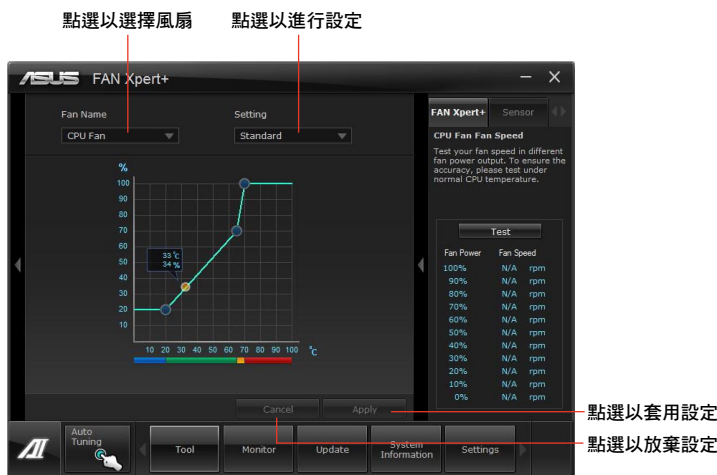 點選以選擇風扇 點選以進行設定
ASUS FAN Xpert+
Fan Name Setting
CPU Fan Standard
FAN Xpert+ Sensor
CPU Fan Fan Speed
Test your fan speed in different
fan power output. To ensure the
accuracy, please test under
normal CPU temperature.
%
100
90
80
70
60
50
40
30
20
10
33 °C
34 %
10 20 30 40 50 60 70 80 90 100 °C
Test
Fan Power Fan Speed
100% N/A rpm
90% N/A rpm
80% N/A rpm
70% N/A rpm
60% N/A rpm
50% N/A rpm
40% N/A rpm
30% N/A rpm
20% N/A rpm
10% N/A rpm
0% N/A rpm
Cancel Apply
點選以套用設定
點選以放棄設定
Auto
Tuning
Tool Monitor Update System
Information Settings